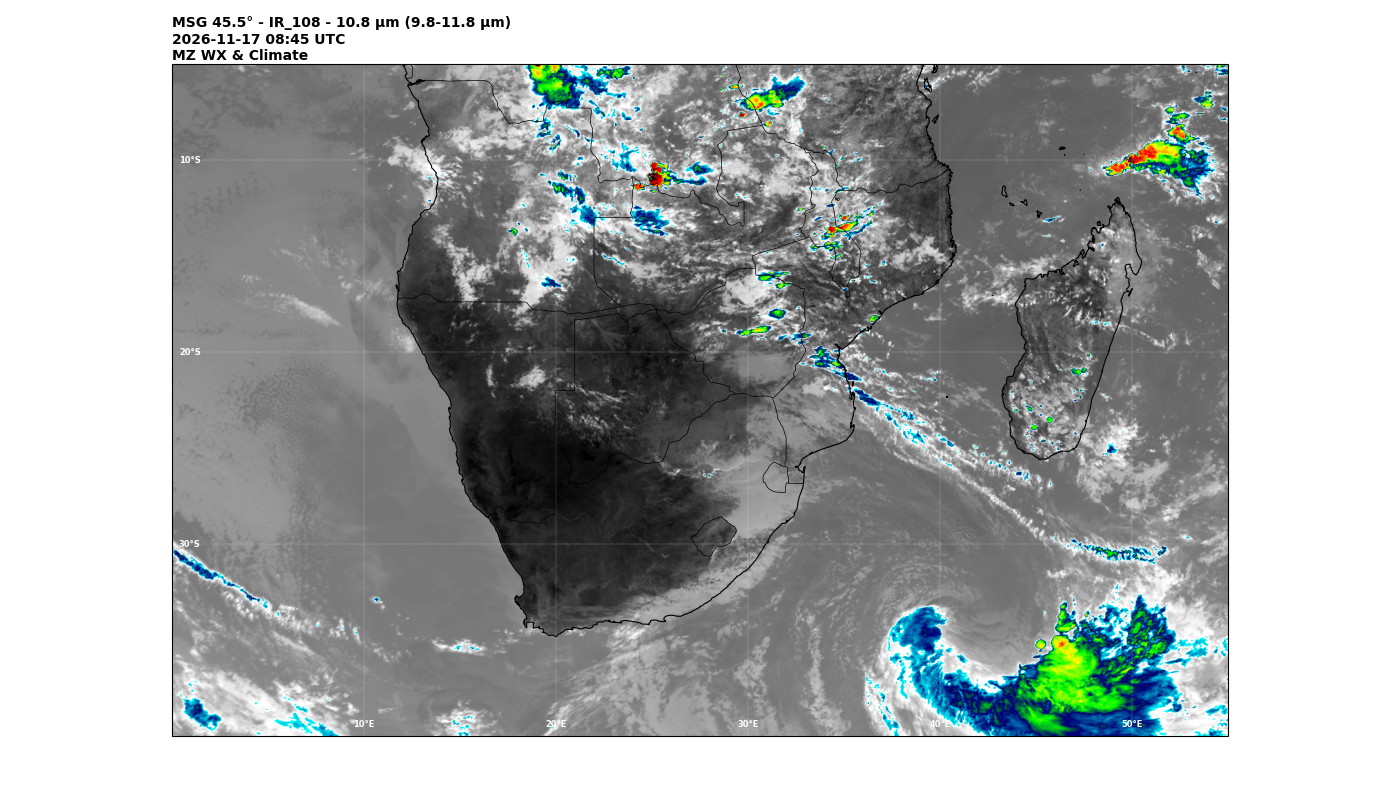 MSG 45.5° - IR_108 - 10.8 µm (9.8-11.8 µm)
2026-11-17 08:45 UTC
MZ WX & Climate
10°S
20°S
30°S
10°E
20°E
30°E
40°E
50°E